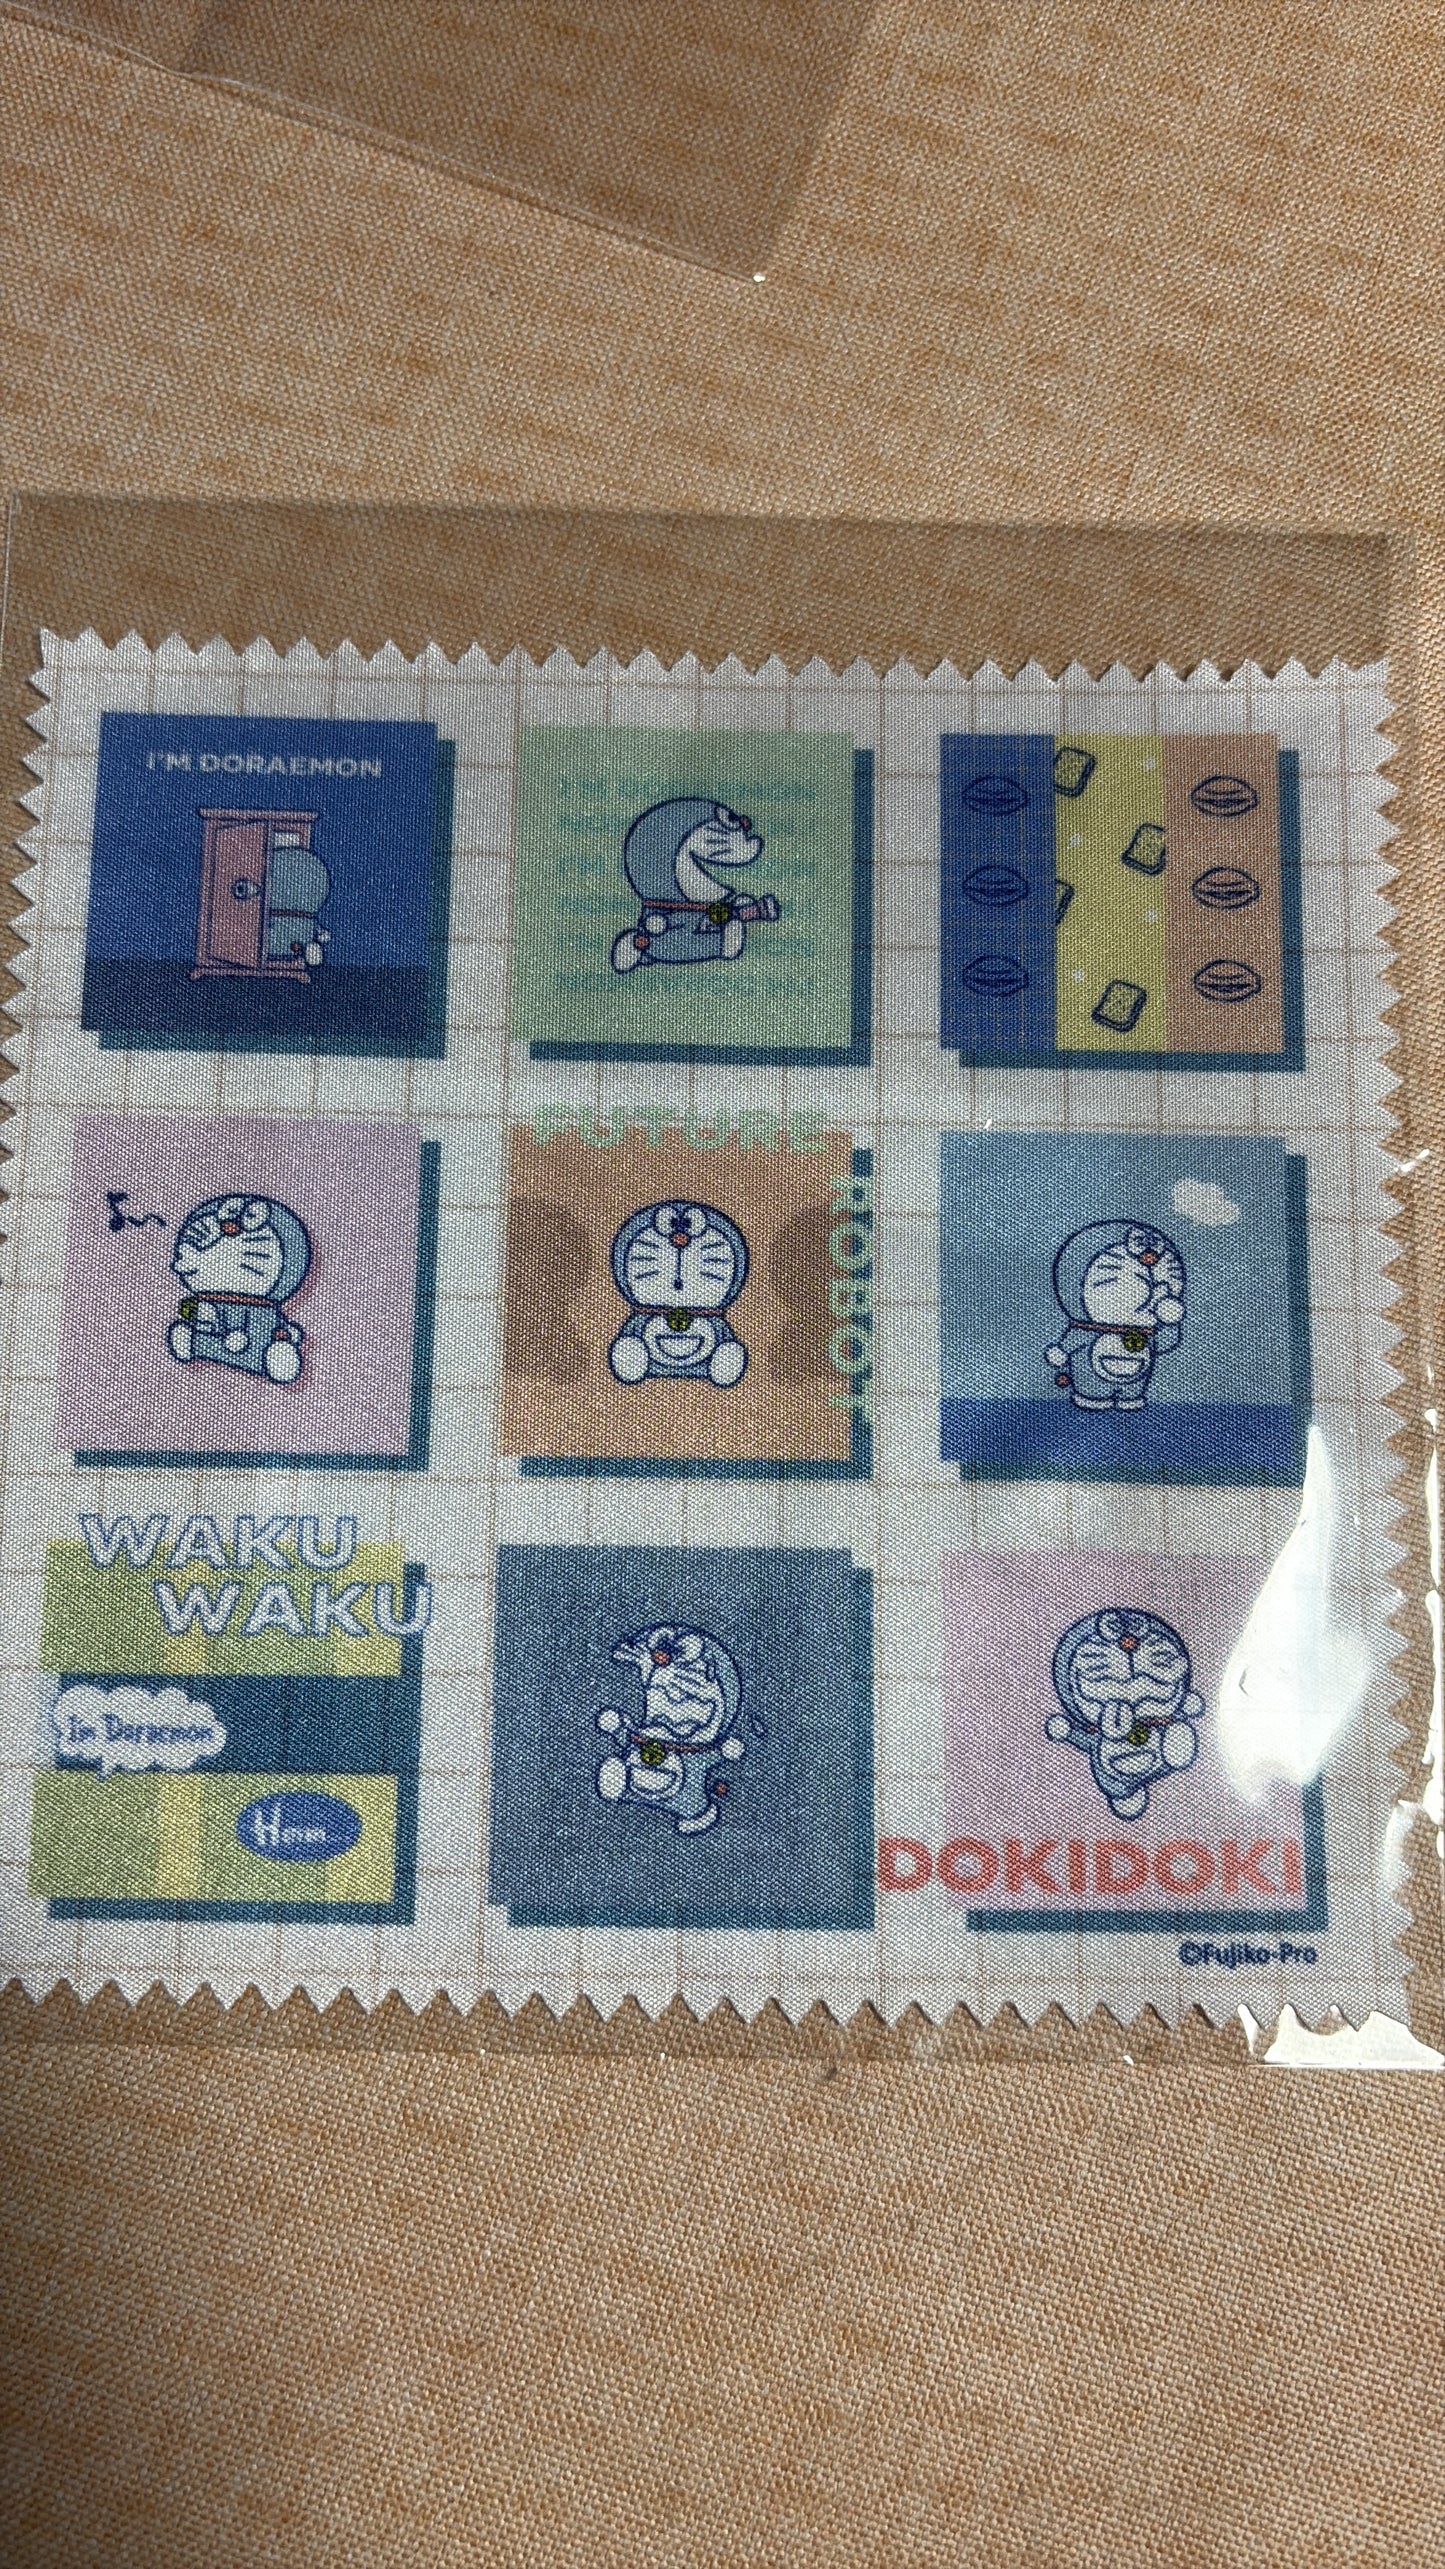 I'M DORAEMON
FUTURE
ROBOT
WAKU
WAKU
I'm Doraemon
Hmm...
DOKIDOKI
©Fujiko-Pro